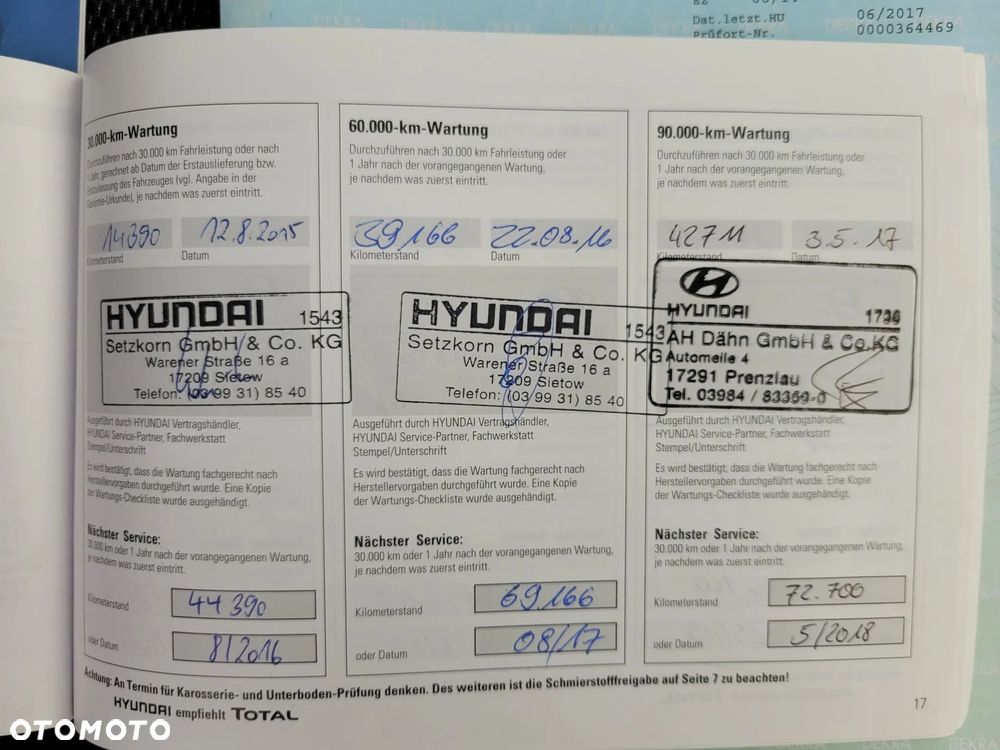 Dat.letzt.HU 06/2017
Prüfort-Nr. 0000364469
30.000-km-Wartung
Durchzuführen nach 30.000 km Fahrleistung oder nach
1 Jahr, gerechnet ab Datum der Erstauslieferung bzw.
Erstzulassung des Fahrzeuges (vgl. Angabe in der
Garantie-Urkunde), je nachdem was zuerst eintritt.
14390 12.8.2015
Kilometerstand Datum
HYUNDAI 1543
Setzkorn GmbH & Co. KG
Warener Straße 16 a
17209 Sietow
Telefon: (03 99 31) 85 40
Ausgeführt durch HYUNDAI Vertragshändler,
HYUNDAI Service-Partner, Fachwerkstatt
Stempel/Unterschrift
Es wird bestätigt, dass die Wartung fachgerecht nach
Herstellervorgaben durchgeführt wurde. Eine Kopie
der Wartungs-Checkliste wurde ausgehändigt.
Nächster Service:
30.000 km oder 1 Jahr nach der vorangegangenen Wartung,
je nachdem was zuerst eintritt.
Kilometerstand 44 390
oder Datum 8/2016
60.000-km-Wartung
Durchzuführen nach 30.000 km Fahrleistung oder
1 Jahr nach der vorangegangenen Wartung,
je nachdem was zuerst eintritt.
39166 22.08.16
Kilometerstand Datum
HYUNDAI 1543
Setzkorn GmbH & Co. KG
Warener Straße 16 a
17209 Sietow
Telefon: (03 99 31) 85 40
Ausgeführt durch HYUNDAI Vertragshändler,
HYUNDAI Service-Partner, Fachwerkstatt
Stempel/Unterschrift
Es wird bestätigt, dass die Wartung fachgerecht nach
Herstellervorgaben durchgeführt wurde. Eine Kopie
der Wartungs-Checkliste wurde ausgehändigt.
Nächster Service:
30.000 km oder 1 Jahr nach der vorangegangenen Wartung,
je nachdem was zuerst eintritt.
Kilometerstand 69166
oder Datum 08/17
90.000-km-Wartung
Durchzuführen nach 30.000 km Fahrleistung oder
1 Jahr nach der vorangegangenen Wartung,
je nachdem was zuerst eintritt.
42711 3.5.17
Kilometerstand Datum
HYUNDAI 1736
AH Dähn GmbH & Co.KG
Automeile 4
17291 Prenzlau
Tel. 03984 / 83359-0
Ausgeführt durch HYUNDAI Vertragshändler,
HYUNDAI Service-Partner, Fachwerkstatt
Stempel/Unterschrift
Es wird bestätigt, dass die Wartung fachgerecht nach
Herstellervorgaben durchgeführt wurde. Eine Kopie
der Wartungs-Checkliste wurde ausgehändigt.
Nächster Service:
30.000 km oder 1 Jahr nach der vorangegangenen Wartung,
je nachdem was zuerst eintritt.
Kilometerstand 72.700
oder Datum 5/2018
Achtung: An Termin für Karosserie- und Unterboden-Prüfung denken. Des weiteren ist die Schmierstofffreigabe auf Seite 7 zu beachten!
HYUNDAI empfiehlt TOTAL
17
OTOMOTO